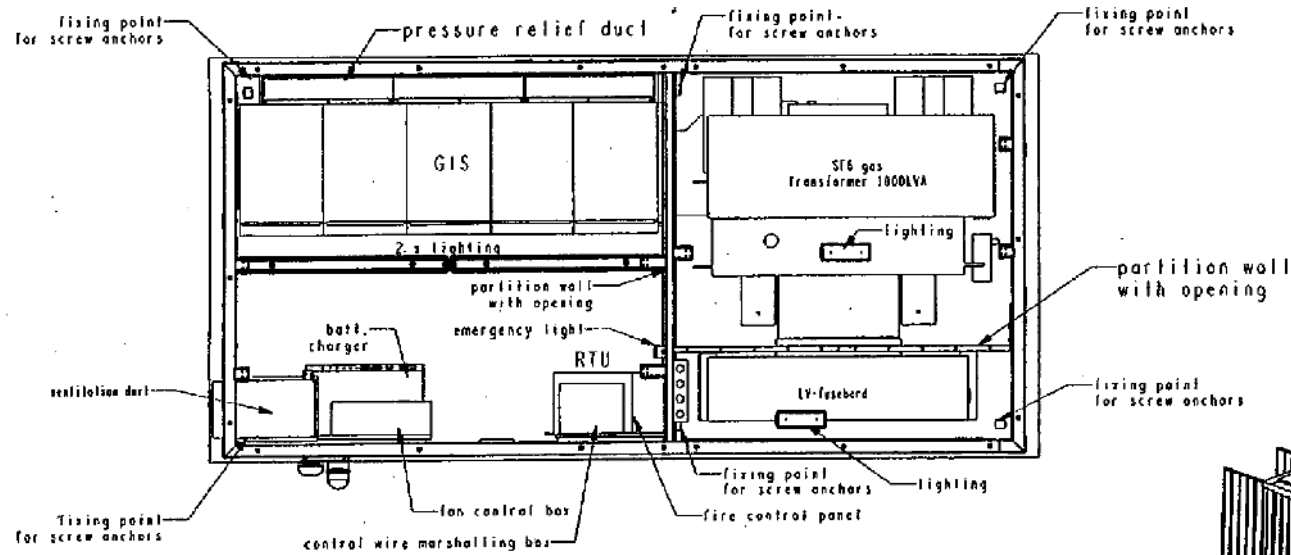 fixing point
for screw anchors
pressure relief duct
fixing point
for screw anchors
fixing point
for screw anchors
GIS
SF6 gas
Transformer 1000kVA
2 x lighting
lighting
partition wall
with opening
partition wall
with opening
emergency light
batt.
charger
RTU
ventilation duct
LV-fusebord
fixing point
for screw anchors
fixing point
for screw anchors
lighting
fixing point
for screw anchors
fan control box
fire control panel
control wire marshalling box